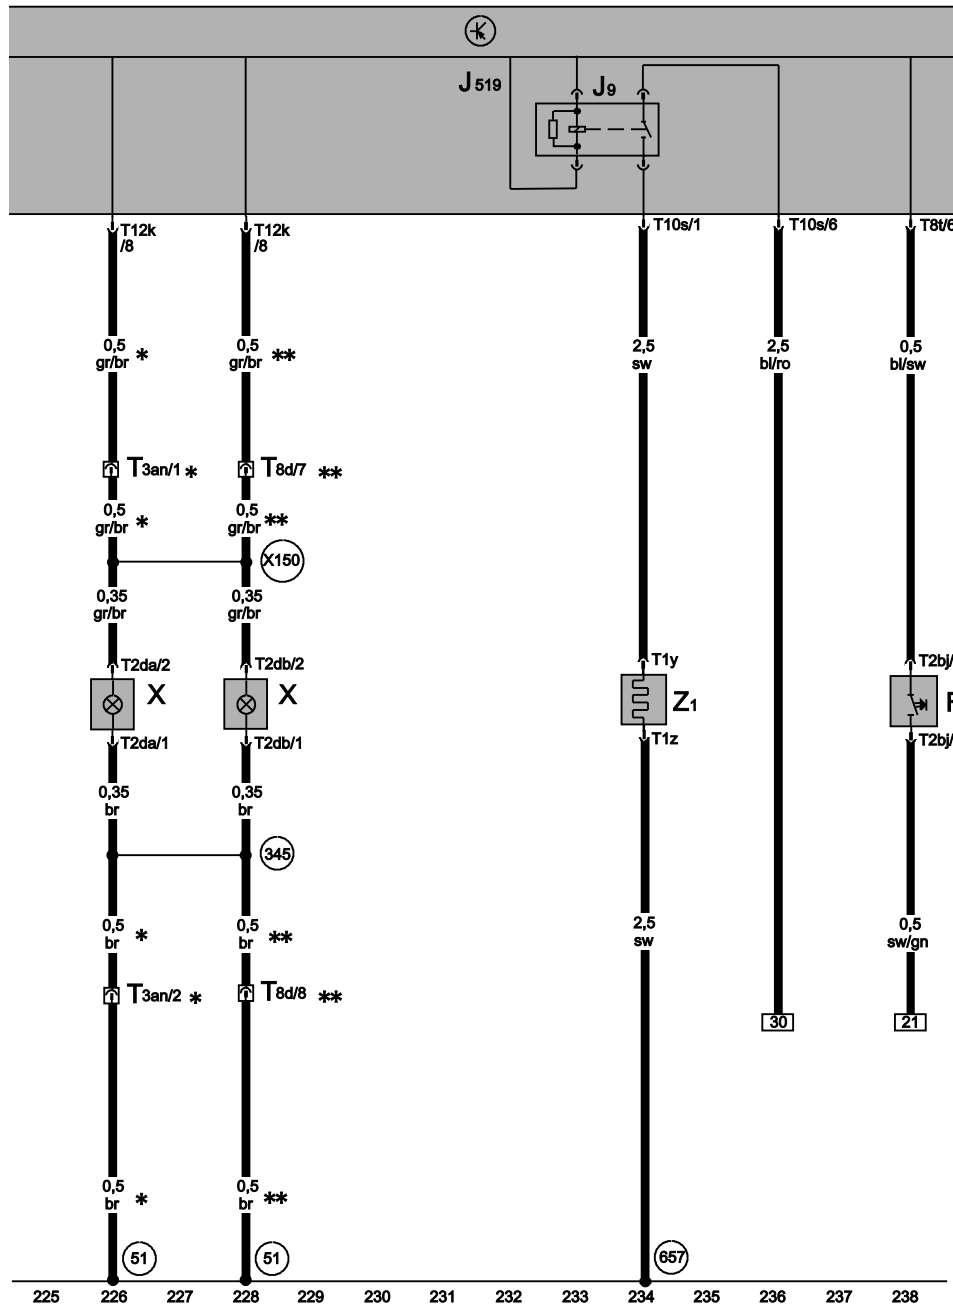 J519
J9
T12k
/8
T12k
/8
T10s/1
T10s/6
T8t/6
0,5
gr/br *
0,5
gr/br **
2,5
sw
2,5
bl/ro
0,5
bl/sw
T3an/1 *
T8d/7 **
0,5
gr/br *
0,5
gr/br **
X150
0,35
gr/br
0,35
gr/br
T2da/2
T2db/2
T1y
T2bj/
X
X
Z1
T2da/1
T2db/1
T1z
T2bj/
0,35
br
0,35
br
345
0,5
br *
0,5
br **
2,5
sw
0,5
sw/gn
T3an/2 *
T8d/8 **
30
21
0,5
br *
0,5
br **
51
51
657
225 226 227 228 229 230 231 232 233 234 235 236 237 238